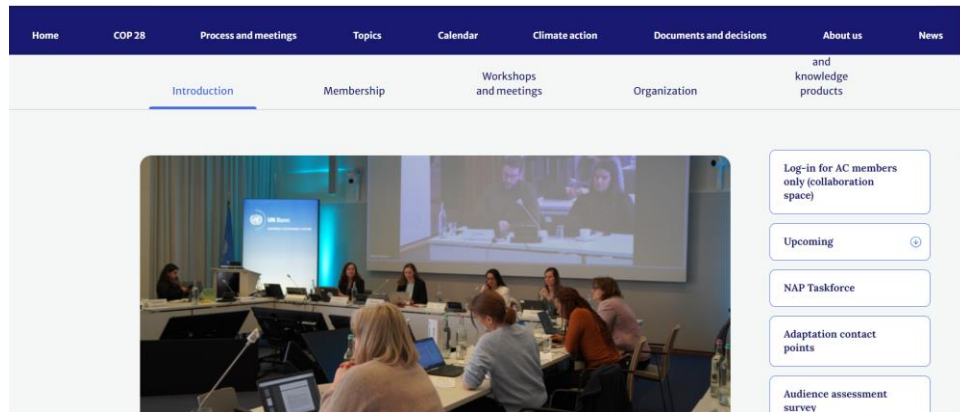 Home COP 28 Process and meetings Topics Calendar Climate action Documents and decisions About us News
Introduction
Membership
Workshops
and meetings
Organization
and
knowledge
products
UN Bonn
Log-in for AC members
only (collaboration
space)
Upcoming
NAP Taskforce
Adaptation contact
points
Audience assessment
survey